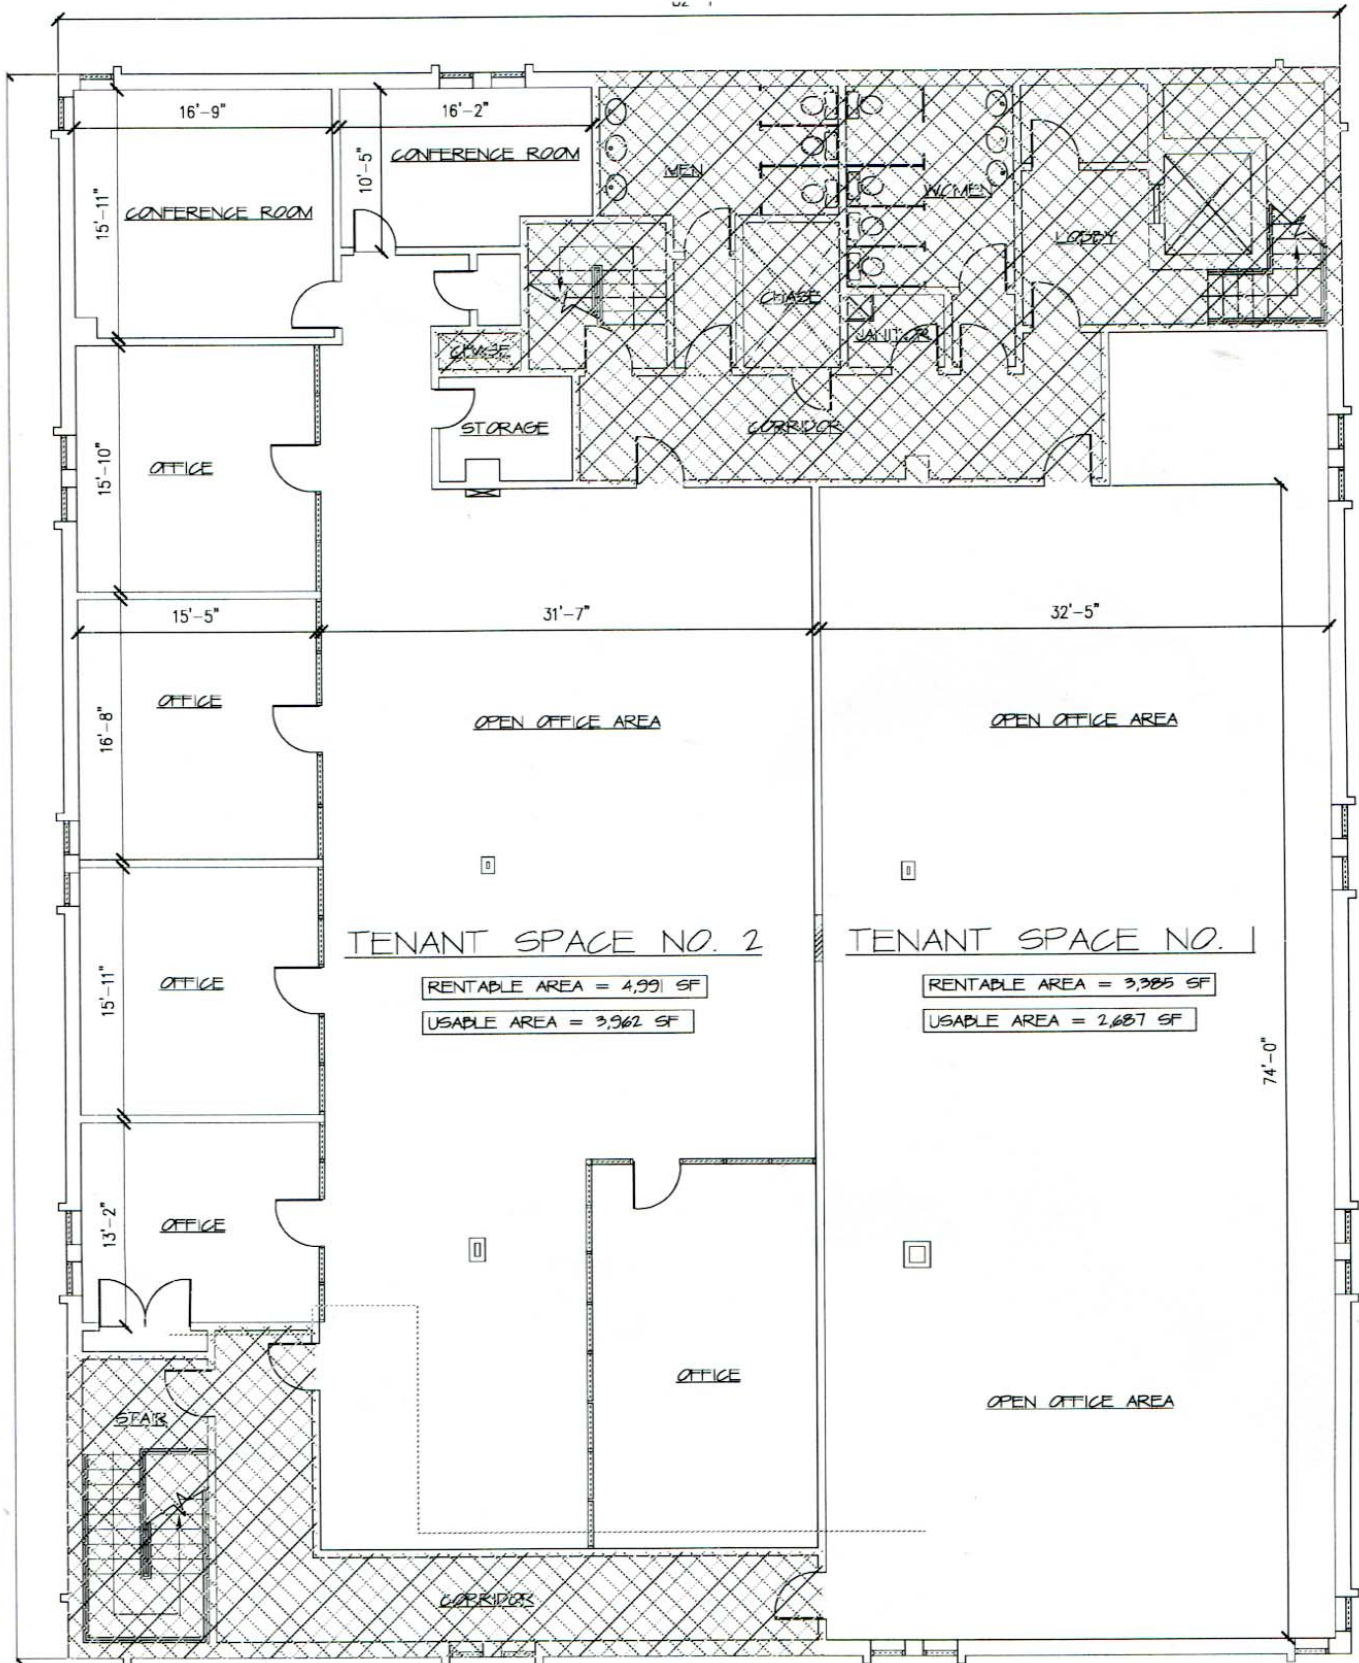 16'-9"
16'-2"
10'-5"
CONFERENCE ROOM
MEN
WOMEN
15'-11"
CONFERENCE ROOM
LOBBY
CHASE
JANITOR
CHASE
STORAGE
CORRIDOR
15'-10"
OFFICE
15'-5"
31'-7"
32'-5"
16'-8"
OFFICE
OPEN OFFICE AREA
OPEN OFFICE AREA
TENANT SPACE NO. 2
TENANT SPACE NO. 1
15'-11"
OFFICE
RENTABLE AREA = 4,991 SF
RENTABLE AREA = 3,385 SF
USABLE AREA = 3,962 SF
USABLE AREA = 2,687 SF
74'-0"
13'-2"
OFFICE
OFFICE
STAIR
OPEN OFFICE AREA
CORRIDOR